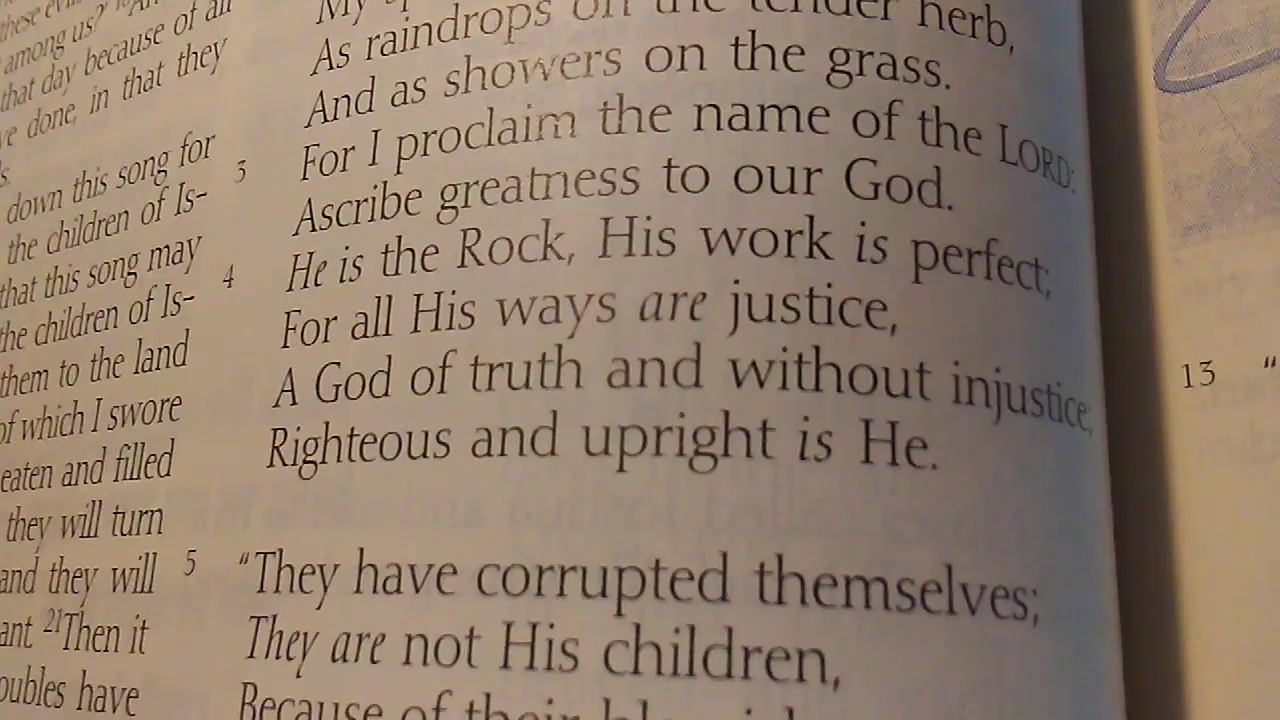 among us?’
that day because of all
done, in that they
down this song for
the children of Is-
that this song may
the children of Is-
them to the land
of which I swore
eaten and filled
they will turn
and they will
21Then it
have
My
As raindrops on the tender herb,
And as showers on the grass.
3 For I proclaim the name of the LORD:
Ascribe greatness to our God.
4 He is the Rock, His work is perfect;
For all His ways are justice,
A God of truth and without injustice;
Righteous and upright is He.
5 “They have corrupted themselves;
They are not His children,
Because of their
13 “